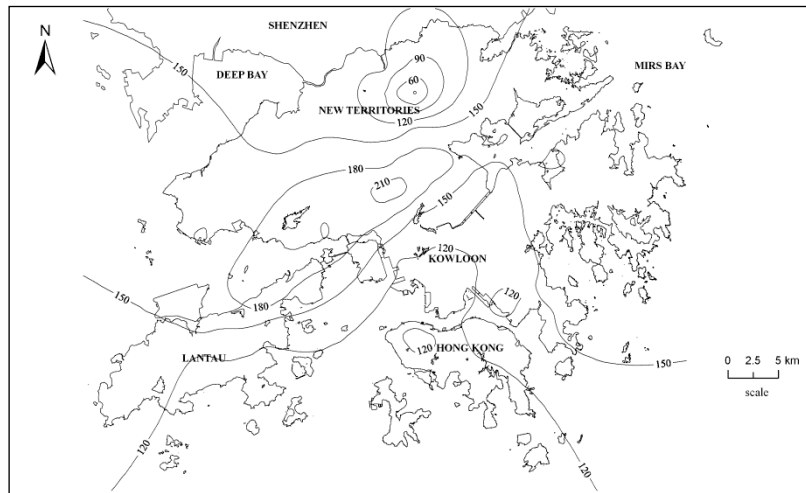 SHENZHEN
N
150
90
MIRS BAY
DEEP BAY
60
150
NEW TERRITORIES
120
180
210
150
120
KOWLOON
150
120
180
120
HONG KONG
LANTAU
150
0 2.5 5 km
scale
120
120